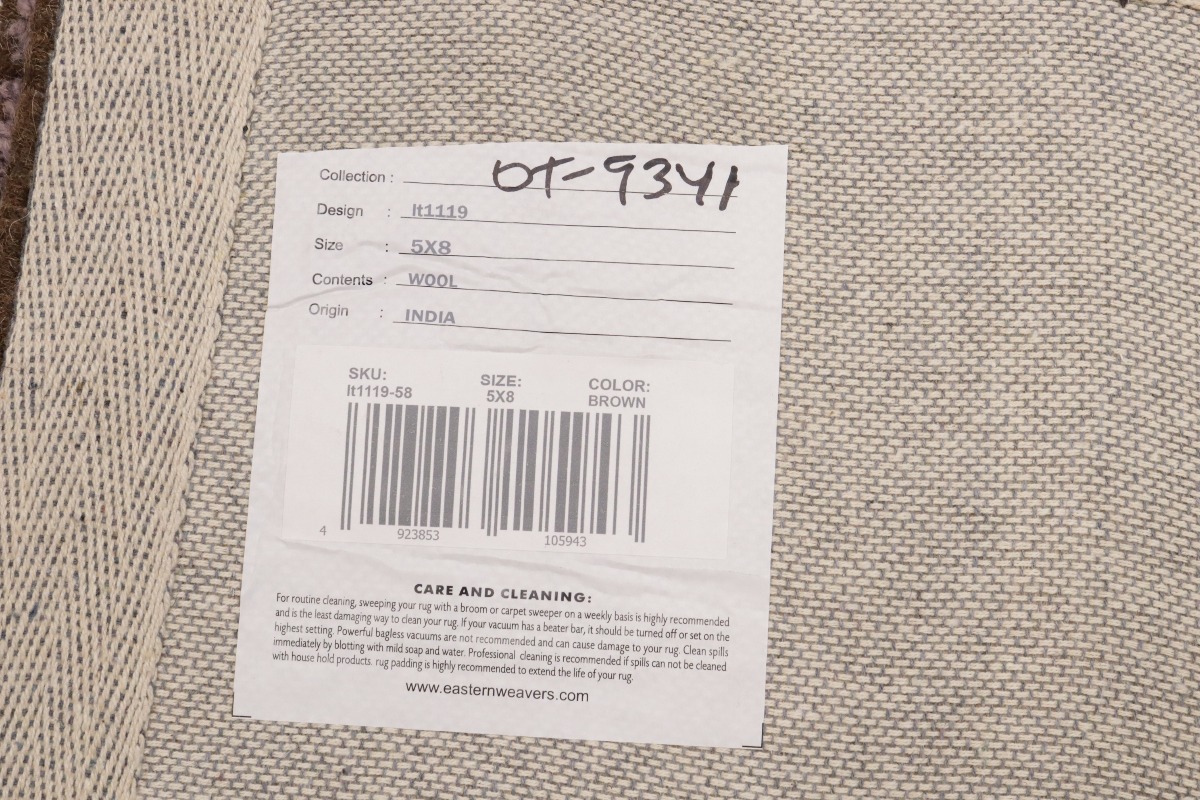 Collection : OT-9341
Design : lt1119
Size : 5X8
Contents : WOOL
Origin : INDIA
SKU: SIZE: COLOR:
lt1119-58 5X8 BROWN
4 923853 105943
CARE AND CLEANING:
For routine cleaning, sweeping your rug with a broom or carpet sweeper on a weekly basis is highly recommended
and is the least damaging way to clean your rug. If your vacuum has a beater bar, it should be turned off or set on the
highest setting. Powerful bagless vacuums are not recommended and can cause damage to your rug. Clean spills
immediately by blotting with mild soap and water. Professional cleaning is recommended if spills can not be cleaned
with house hold products. rug padding is highly recommended to extend the life of your rug.
www.easternweavers.com